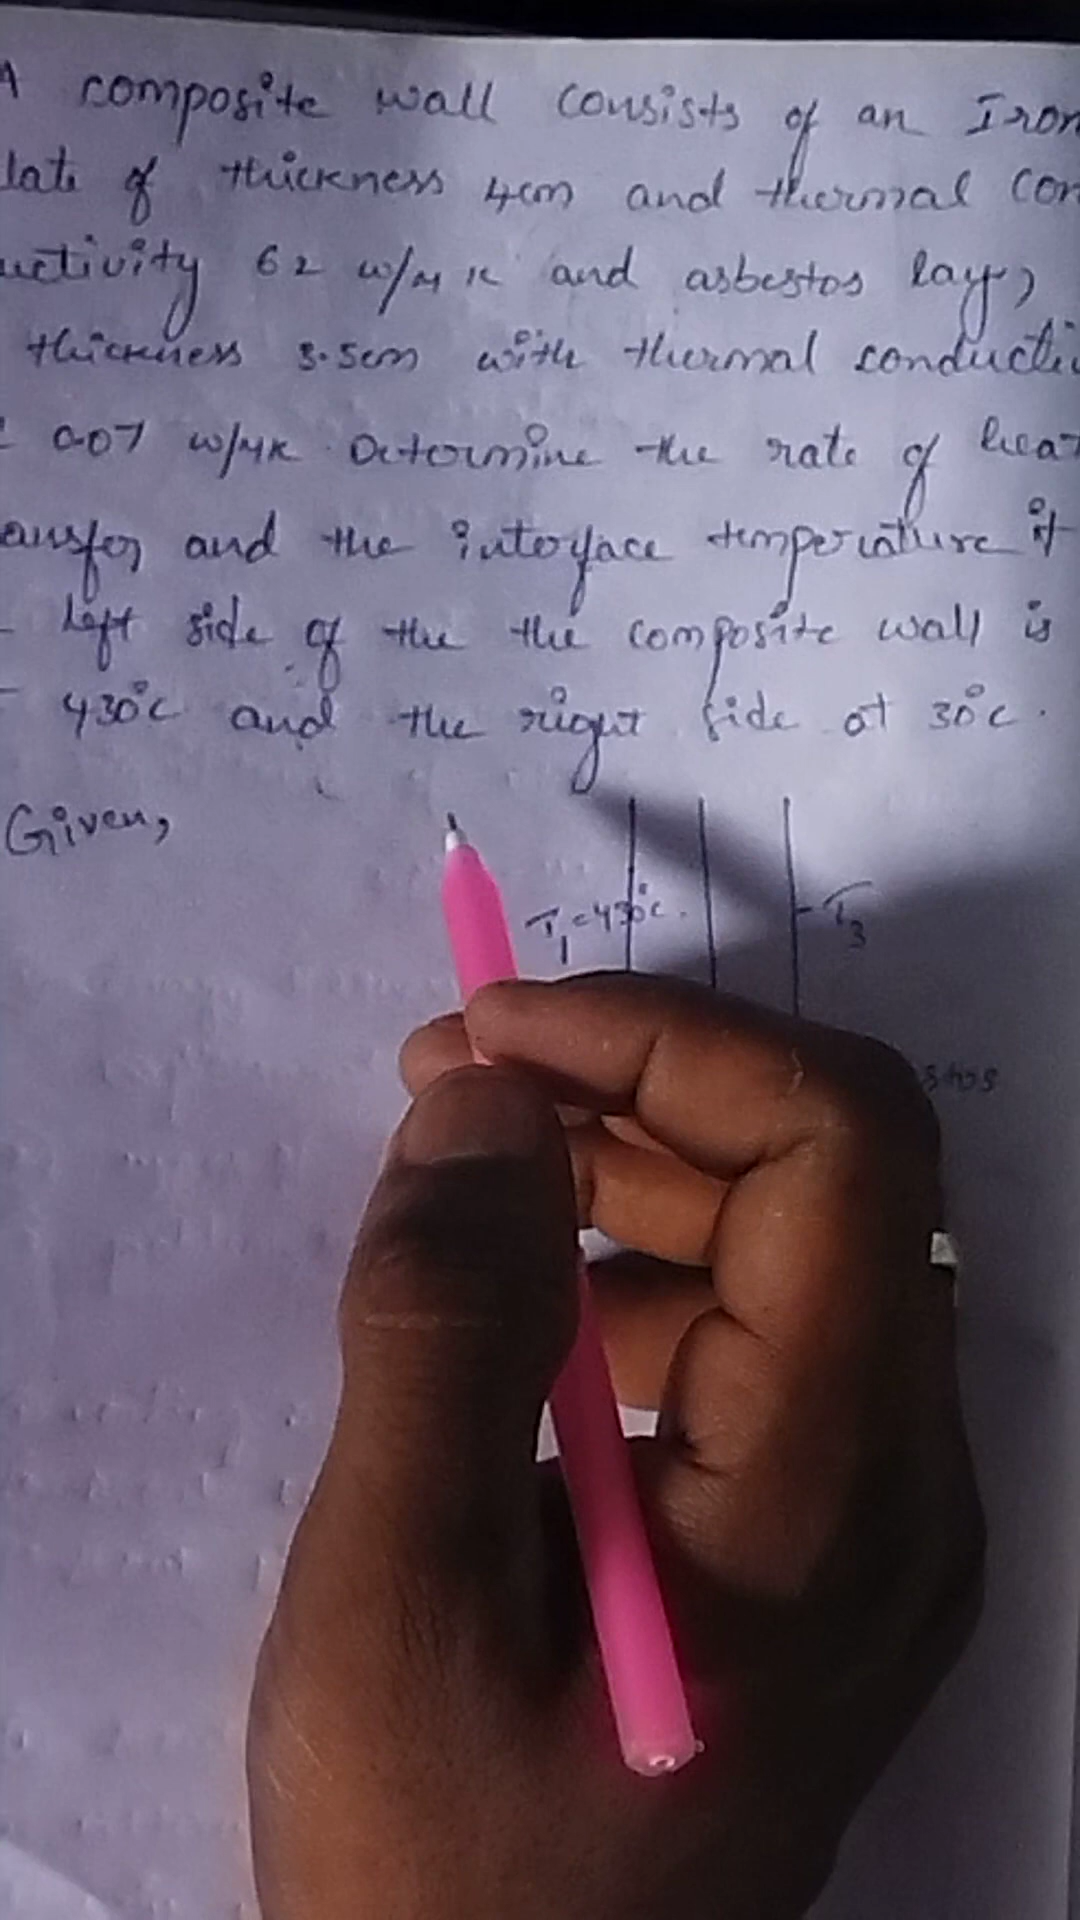 A composite wall consists of an Iron
late of thickness 4cm and thermal con
uctivity 62 w/mk and asbestos layer
thickness 3.5cm with thermal conductiv
0.07 w/mk. Determine the rate of heat
ansfer and the interface temperature if
left side of the the composite wall is
430°c and the right side at 30°c.
Given,
T1=430°c. T3
stos